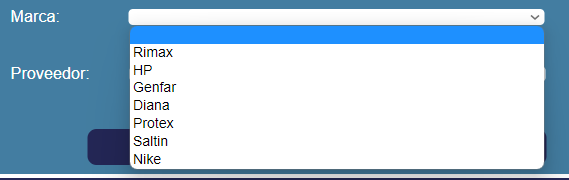 Marca:
Rimax
HP
Proveedor:
Genfar
Diana
Protex
Saltin
Nike